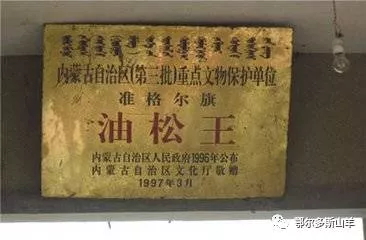 内蒙古自治区(第三批)重点文物保护单位
准格尔旗
油松王
内蒙古自治区人民政府1996年公布
内蒙古自治区文化厅敬赠
1997年3月
鄂尔多斯山羊